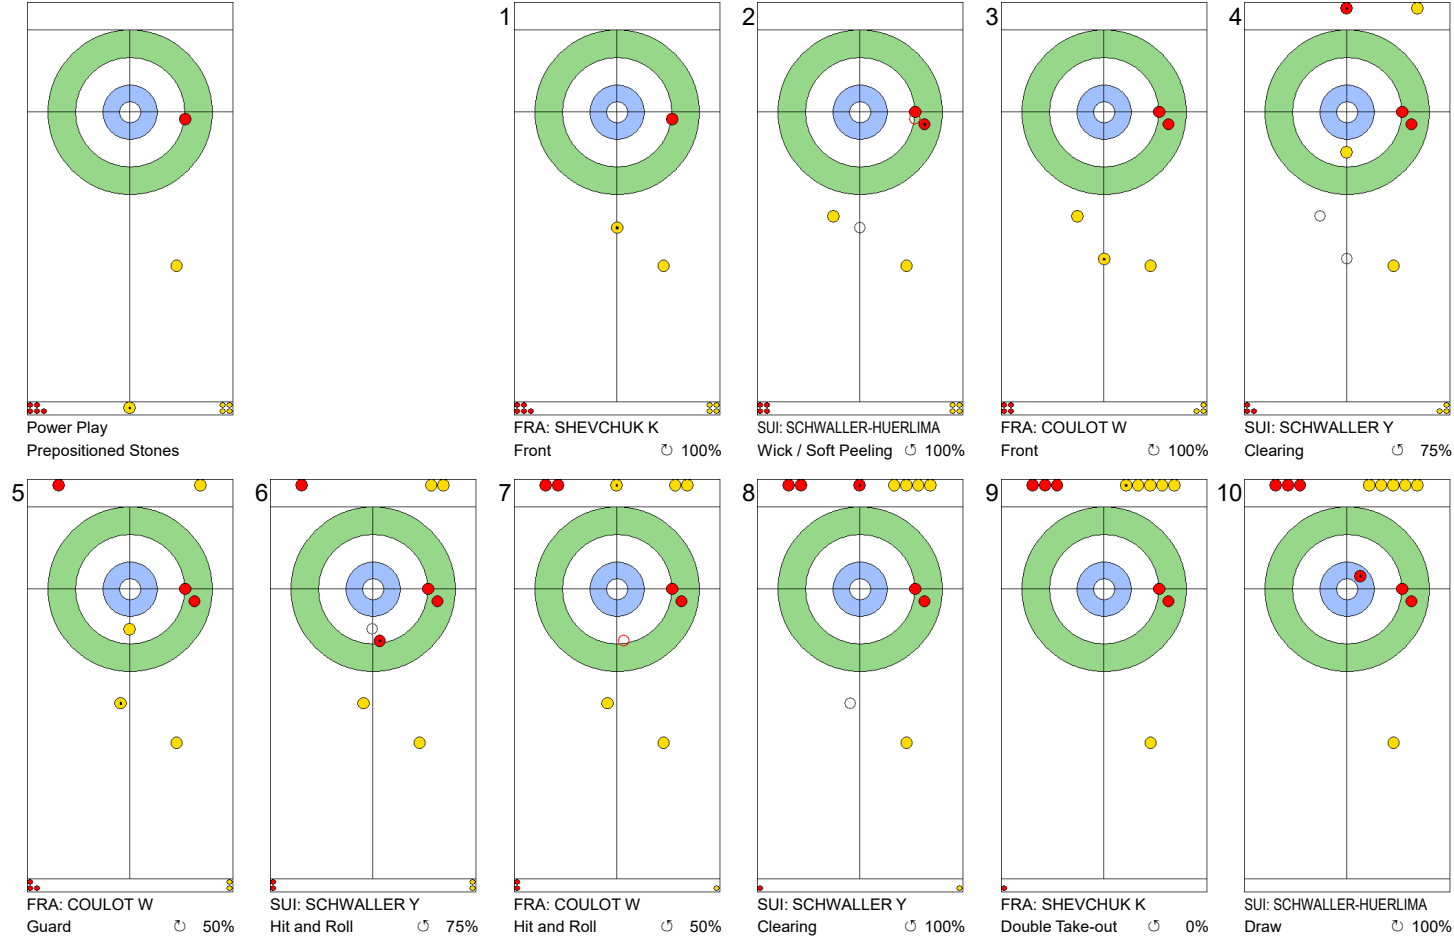 Power Play
Prepositioned Stones
1
FRA: SHEVCHUK K
Front 100%
2
SUI: SCHWALLER-HUERLIMA
Wick / Soft Peeling 100%
3
FRA: COULOT W
Front 100%
4
SUI: SCHWALLER Y
Clearing 75%
5
FRA: COULOT W
Guard 50%
6
SUI: SCHWALLER Y
Hit and Roll 75%
7
FRA: COULOT W
Hit and Roll 50%
8
SUI: SCHWALLER Y
Clearing 100%
9
FRA: SHEVCHUK K
Double Take-out 0%
10
SUI: SCHWALLER-HUERLIMA
Draw 100%